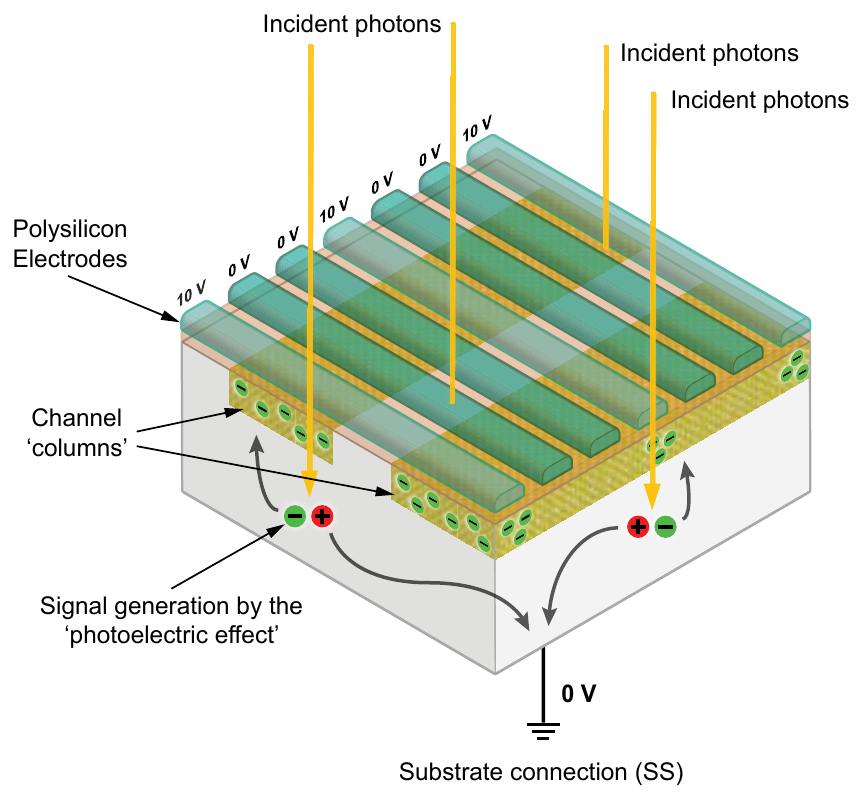 Incident photons
Incident photons
Incident photons
10 V
0 V
0 V
10 V
0 V
0 V
10 V
Polysilicon
Electrodes
Channel
‘columns’
Signal generation by the
‘photoelectric effect’
0 V
Substrate connection (SS)